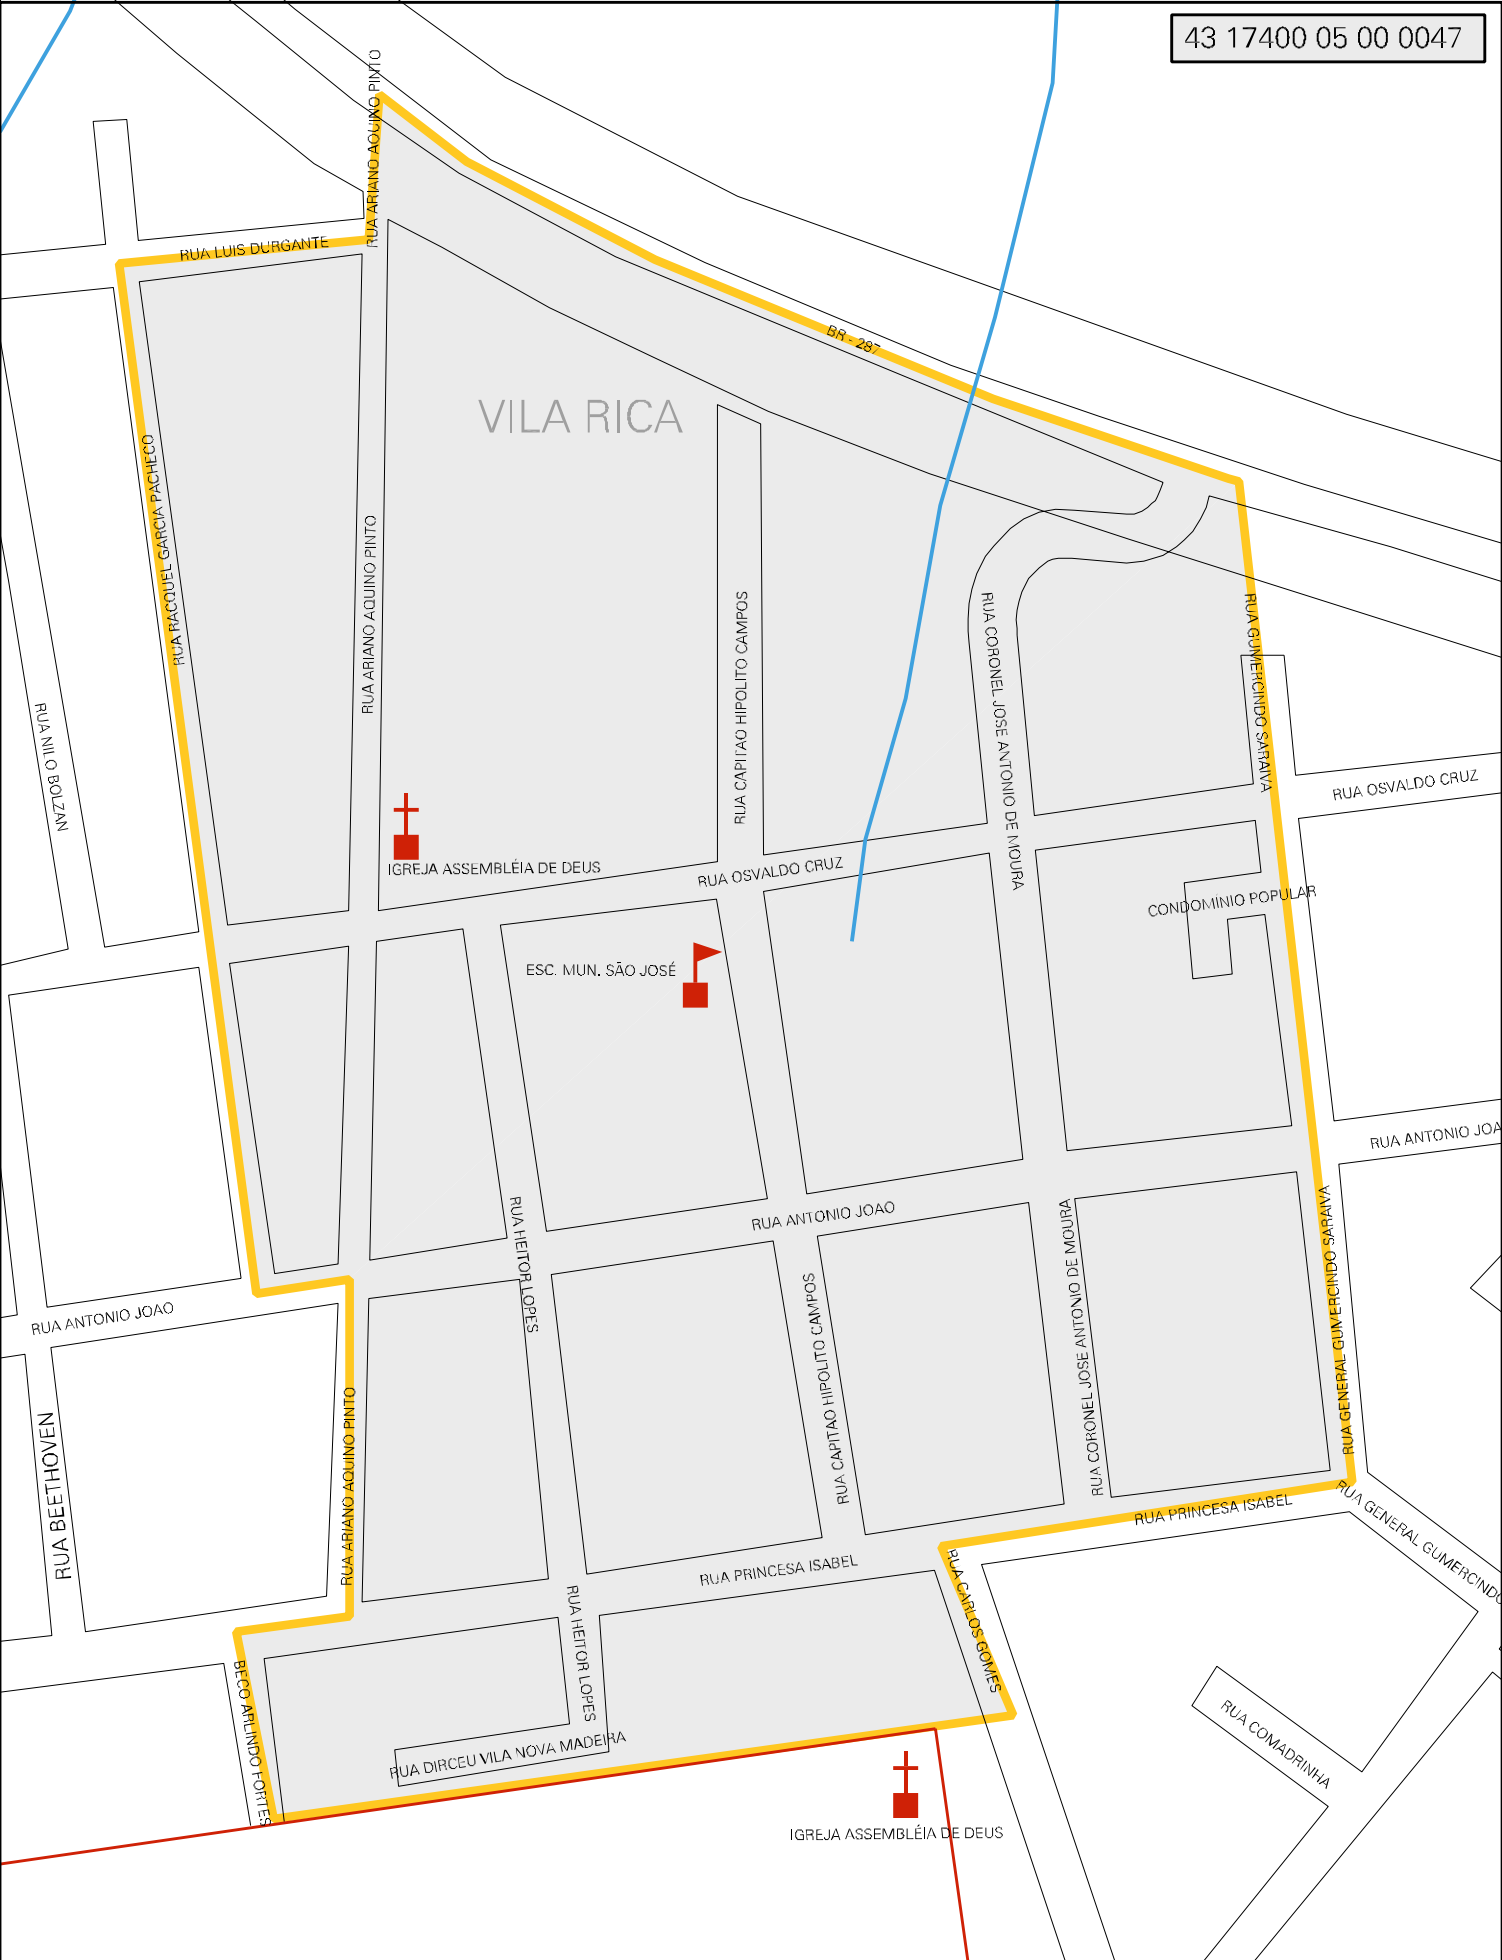 43 17400 05 00 0047
RUA ARIANO AQUINO PINTO
RUA LUIS DURGANTE
BR - 287
VILA RICA
RUA RACQUEL GARCIA PACHECO
RUA ARIANO AQUINO PINTO
RUA CAPITAO HIPOLITO CAMPOS
RUA CORONEL JOSE ANTONIO DE MOURA
RUA GUMERCINDO SARAIVA
RUA NILO BOLZAN
RUA OSVALDO CRUZ
IGREJA ASSEMBLÉIA DE DEUS
RUA OSVALDO CRUZ
CONDOMÍNIO POPULAR
ESC. MUN. SÃO JOSÉ
RUA ANTONIO JOA
RUA HEITOR LOPES
RUA ANTONIO JOAO
RUA CAPITAO HIPOLITO CAMPOS
RUA CORONEL JOSE ANTONIO DE MOURA
RUA GENERAL GUMERCINDO SARAIVA
RUA ANTONIO JOAO
RUA BEETHOVEN
RUA ARIANO AQUINO PINTO
RUA PRINCESA ISABEL
RUA GENERAL GUMERCINDO
RUA PRINCESA ISABEL
RUA CARLOS GOMES
RUA HEITOR LOPES
BECO ARLINDO FORTES
RUA DIRCEU VILA NOVA MADEIRA
RUA COMADRINHA
IGREJA ASSEMBLÉIA DE DEUS